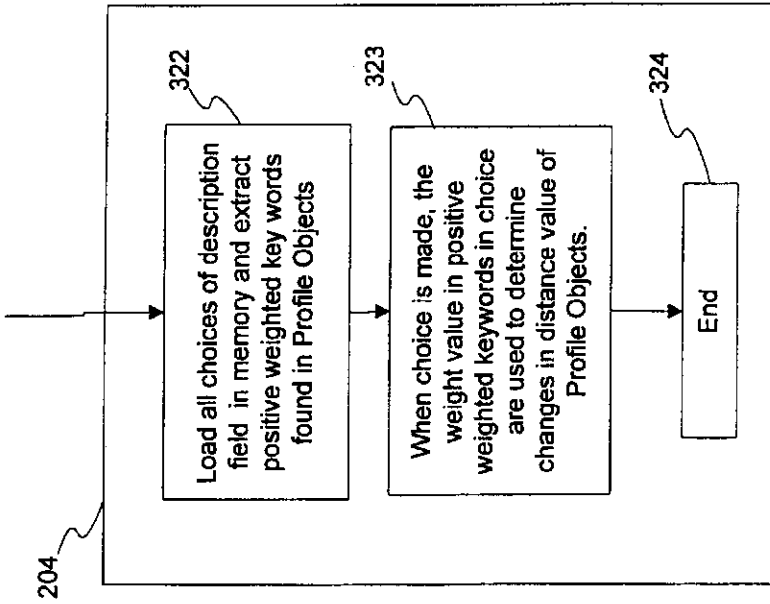 204
322
Load all choices of description
field in memory and extract
positive weighted key words
found in Profile Objects
323
When choice is made, the
weight value in positive
weighted keywords in choice
are used to determine
changes in distance value of
Profile Objects.
324
End